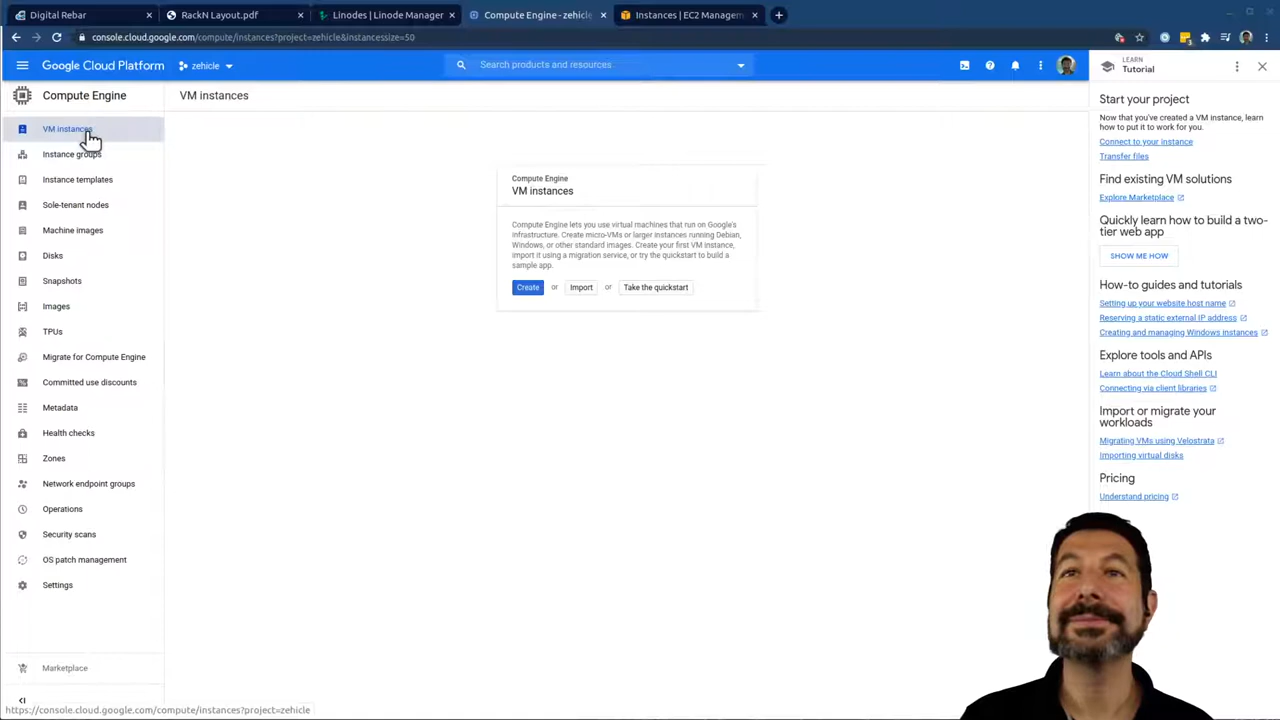 Digital Rebar
RackN Layout.pdf
Linodes | Linode Manager
Compute Engine - zehicle
Instances | EC2 Managem
console.cloud.google.com/compute/instances?project=zehicle&instancessize=50
Google Cloud Platform
zehicle
Search products and resources
LEARN
Tutorial
Compute Engine
VM instances
VM instances
Instance groups
Instance templates
Sole-tenant nodes
Machine images
Disks
Snapshots
Images
TPUs
Migrate for Compute Engine
Committed use discounts
Metadata
Health checks
Zones
Network endpoint groups
Operations
Security scans
OS patch management
Settings
Marketplace
https://console.cloud.google.com/compute/instances?project=zehicle
Compute Engine
VM instances
Compute Engine lets you use virtual machines that run on Google's
infrastructure. Create micro-VMs or larger instances running Debian,
Windows, or other standard images. Create your first VM instance,
import it using a migration service, or try the quickstart to build a
sample app.
Create or Import or Take the quickstart
Start your project
Now that you've created a VM instance, learn
how to put it to work for you.
Connect to your instance
Transfer files
Find existing VM solutions
Explore Marketplace
Quickly learn how to build a two-
tier web app
SHOW ME HOW
How-to guides and tutorials
Setting up your website host name
Reserving a static external IP address
Creating and managing Windows instances
Explore tools and APIs
Learn about the Cloud Shell CLI
Connecting via client libraries
Import or migrate your
workloads
Migrating VMs using Velostrata
Importing virtual disks
Pricing
Understand pricing